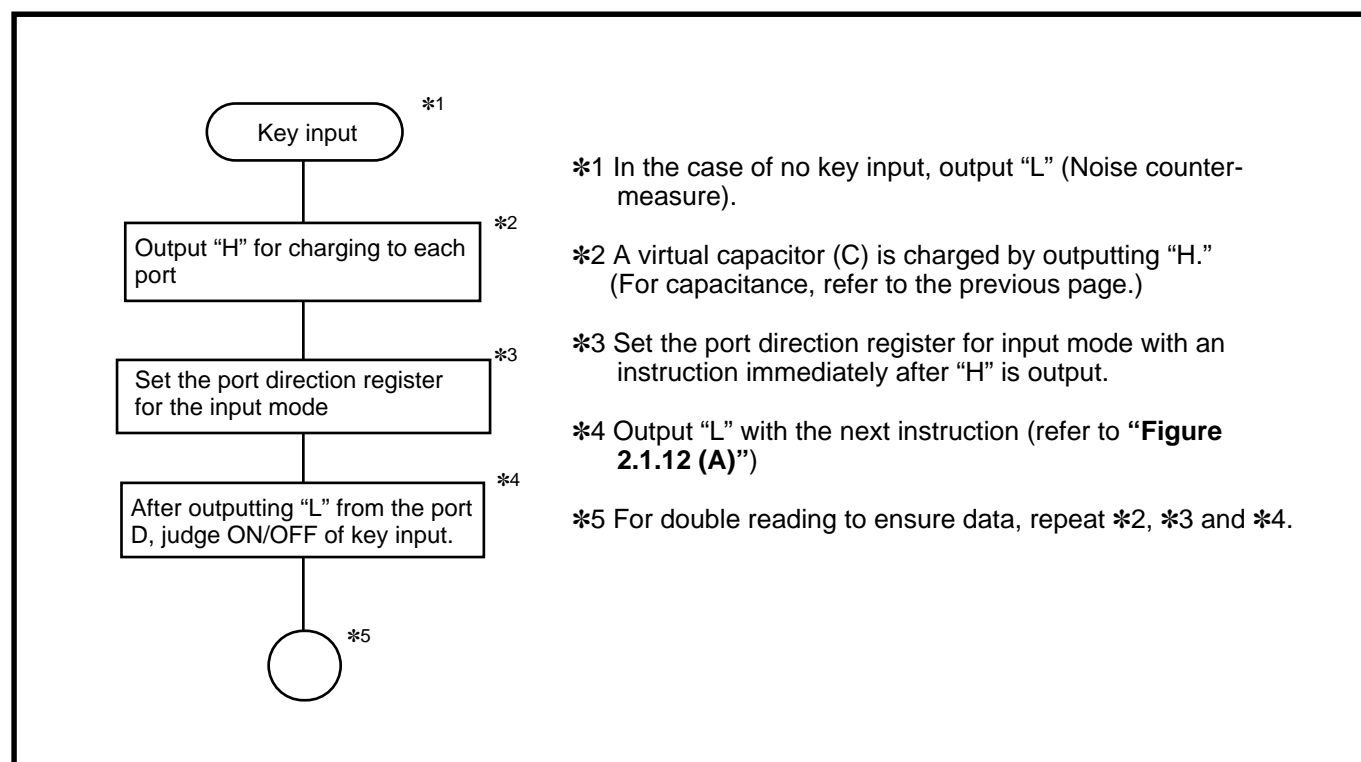 ✽1
Key input
✽2
Output “H” for charging to each
port
✽3
Set the port direction register
for the input mode
✽4
After outputting “L” from the port
D, judge ON/OFF of key input.
✽5
✽1 In the case of no key input, output “L” (Noise counter-
measure).
✽2 A virtual capacitor (C) is charged by outputting “H.”
(For capacitance, refer to the previous page.)
✽3 Set the port direction register for input mode with an
instruction immediately after “H” is output.
✽4 Output “L” with the next instruction (refer to “Figure
2.1.12 (A)”)
✽5 For double reading to ensure data, repeat ✽2, ✽3 and ✽4.